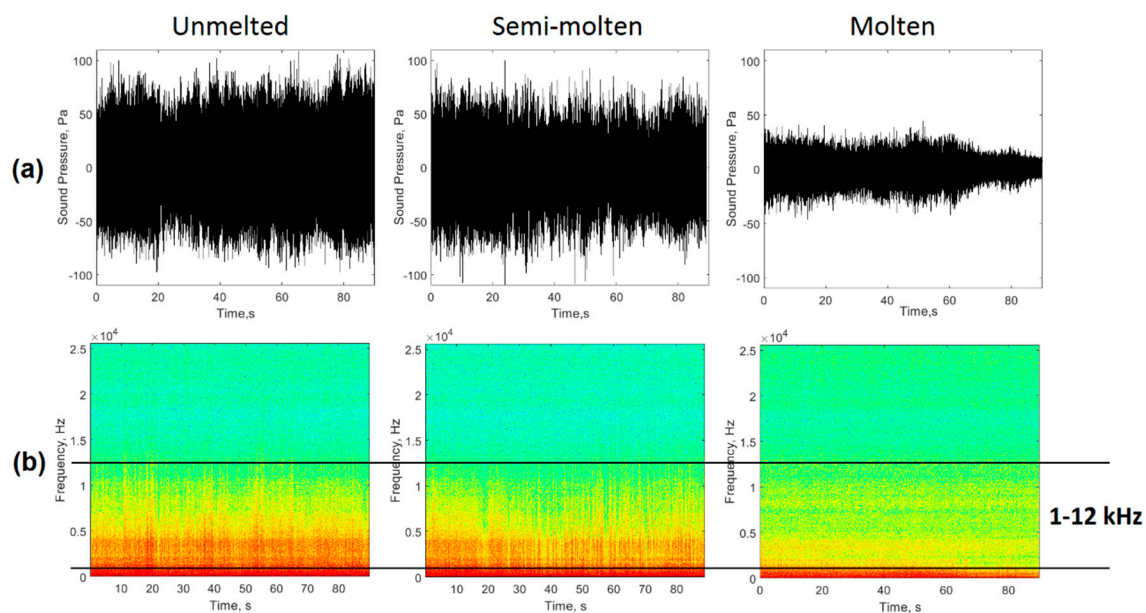 Unmelted Semi-molten Molten
(a)
Sound Pressure, Pa
100
50
0
-50
-100
0 20 40 60 80
Time,s
Sound Pressure, Pa
100
50
0
-50
-100
0 20 40 60 80
Time,s
Sound Pressure, Pa
100
50
0
-50
-100
0 20 40 60 80
Time,s
(b)
×10⁴
Frequency, Hz
2.5
2
1.5
1
0.5
0
10 20 30 40 50 60 70 80
Time, s
×10⁴
Frequency, Hz
2.5
2
1.5
1
0.5
0
10 20 30 40 50 60 70 80
Time, s
×10⁴
Frequency, Hz
2.5
2
1.5
1
0.5
0
0 20 40 60 80
Time, s
1-12 kHz